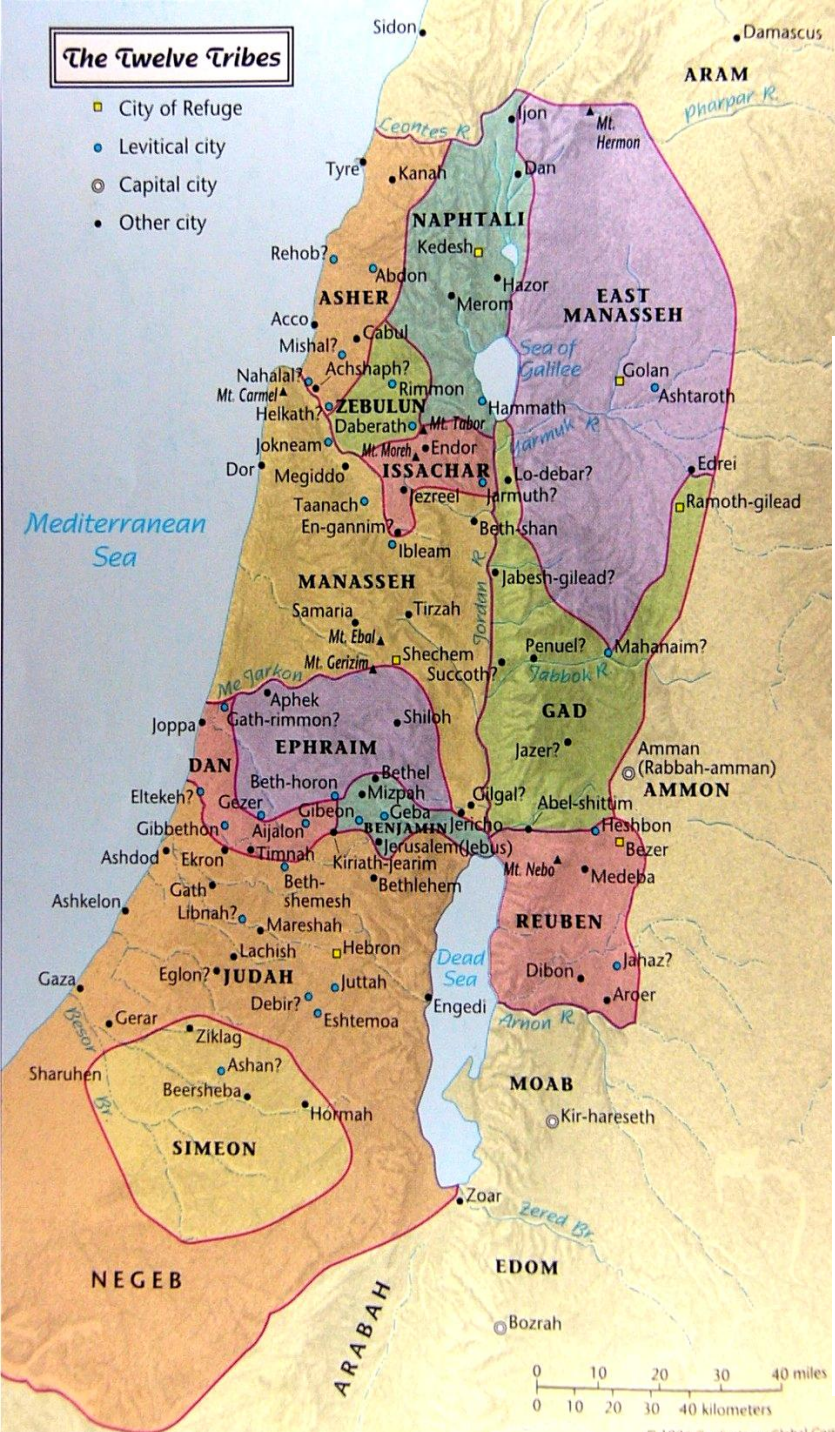 The Twelve Tribes
City of Refuge
Levitical city
Capital city
Other city
Sidon
Damascus
ARAM
Pharpar R.
Leontes R.
Ijon
Mt.
Hermon
Tyre
Kanah
Dan
NAPHTALI
Kedesh
Rehob?
Abdon
Hazor
ASHER
Merom
EAST
MANASSEH
Acco
Cabul
Mishal?
Sea of
Galilee
Achshaph?
Nahalal?
Golan
Mt. Carmel
Rimmon
Ashtaroth
Helkath?
ZEBULUN
Hammath
Daberath
Mt. Tabor
Yarmuk R.
Jokneam
Mt. Moreh
Endor
Dor
Megiddo
ISSACHAR
Lo-debar?
Edrei
Jezreel
Jarmuth?
Ramoth-gilead
Taanach
En-gannim?
Beth-shan
Mediterranean
Sea
Ibleam
MANASSEH
Jordan R.
Jabesh-gilead?
Samaria
Tirzah
Mt. Ebal
Penuel?
Mahanaim?
Mt. Gerizim
Shechem
Succoth?
Jabbok R.
Me Jarkon
Aphek
Joppa
Gath-rimmon?
Shiloh
GAD
EPHRAIM
Jazer?
Amman
(Rabbah-amman)
DAN
Bethel
AMMON
Eltekeh?
Beth-horon
Mizpah
Gilgal?
Gezer
Gibeon
Geba
Abel-shittim
Gibbethon
Aijalon
BENJAMIN
Jericho
Heshbon
Jerusalem(Jebus)
Bezer
Ashdod
Ekron
Timnah
Kiriath-jearim
Mt. Nebo
Medeba
Gath
Beth-
shemesh
Bethlehem
Ashkelon
Libnah?
Mareshah
REUBEN
Lachish
Hebron
Dead
Sea
Jahaz?
Eglon?
JUDAH
Dibon
Gaza
Juttah
Debir?
Engedi
Aroer
Eshtemoa
Arnon R.
Besor
Br.
Gerar
Ziklag
Sharuhen
Ashan?
Beersheba
MOAB
Hormah
Kir-hareseth
SIMEON
Zoar
Zered Br
NEGEB
EDOM
ARABAH
Bozrah
0 10 20 30 40 miles
0 10 20 30 40 kilometers